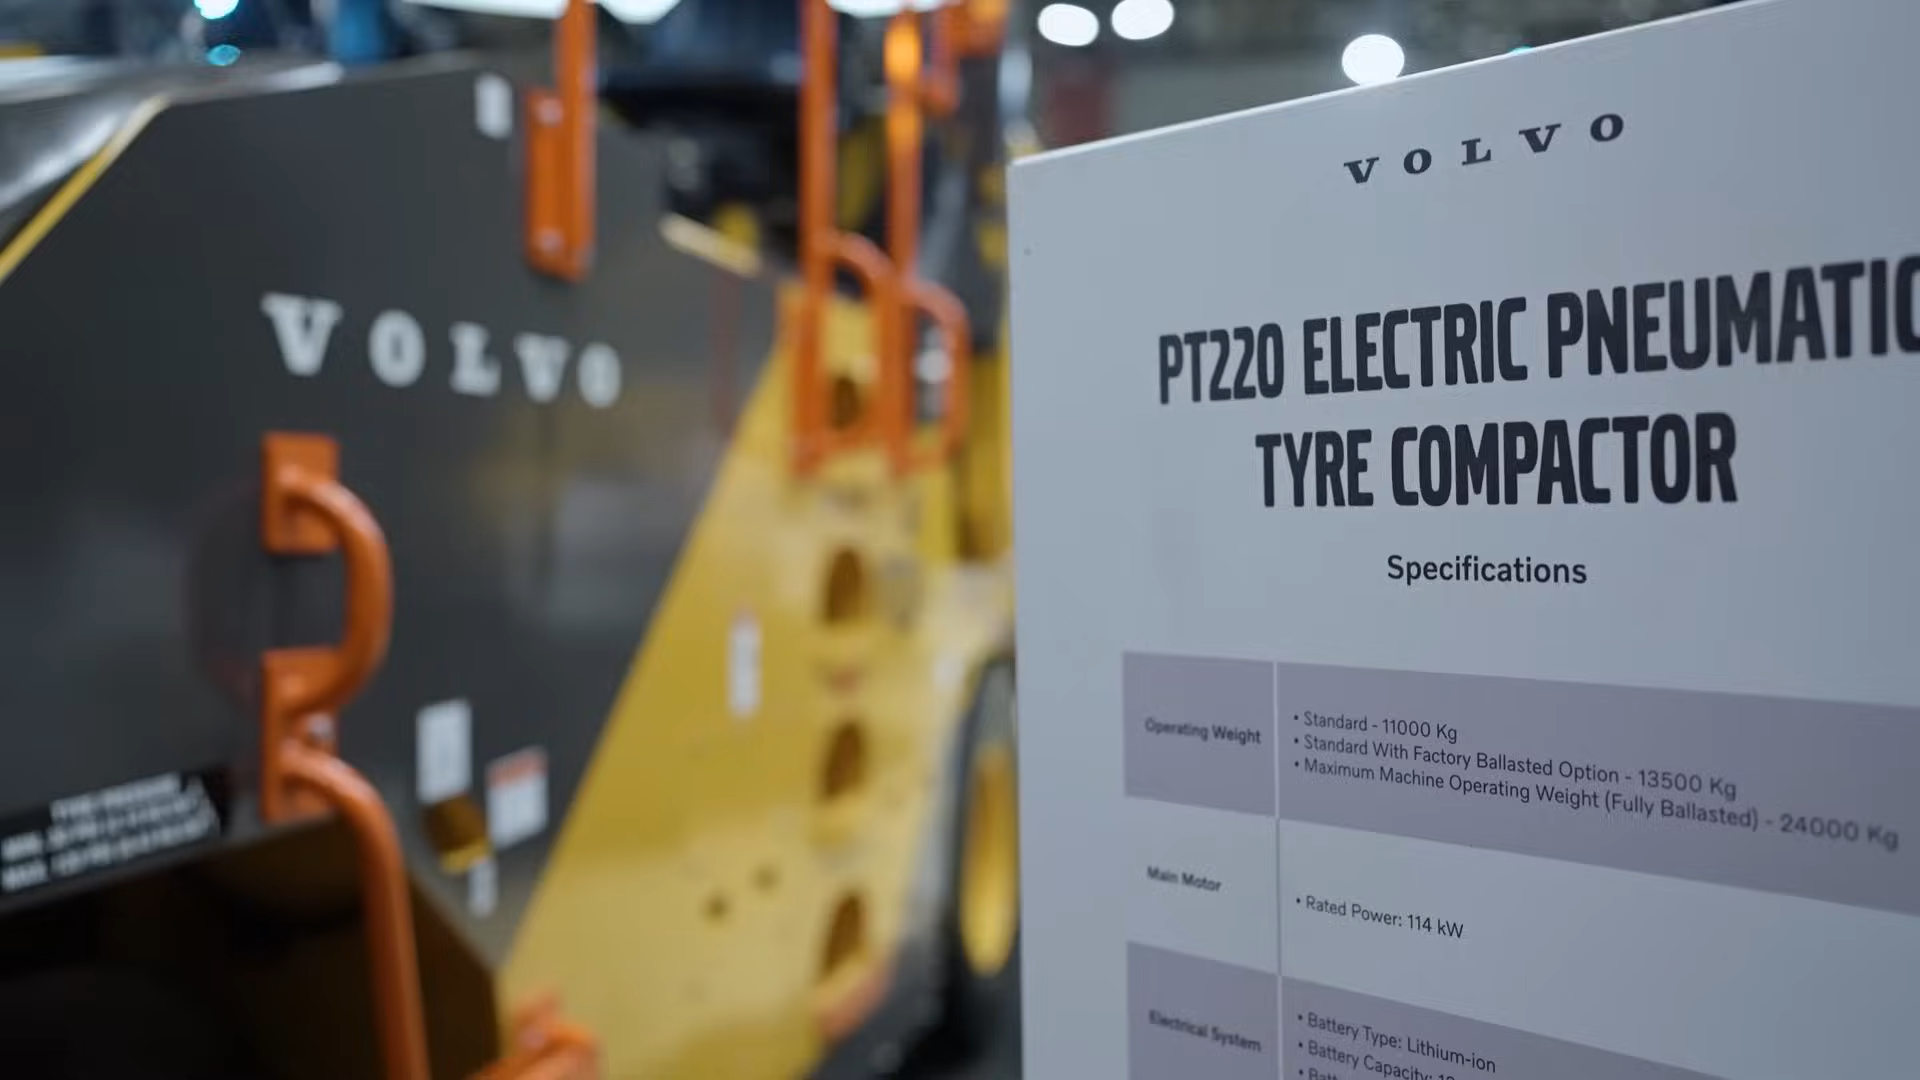 VOLVO
VOLVO
PT220 ELECTRIC PNEUMATIC
TYRE COMPACTOR
Specifications
Operating Weight
• Standard - 11000 Kg
• Standard With Factory Ballasted Option - 13500 Kg
• Maximum Machine Operating Weight (Fully Ballasted) - 24000 Kg
Main Motor
• Rated Power: 114 kW
Electrical System
• Battery Type: Lithium-ion
• Battery Capacity: